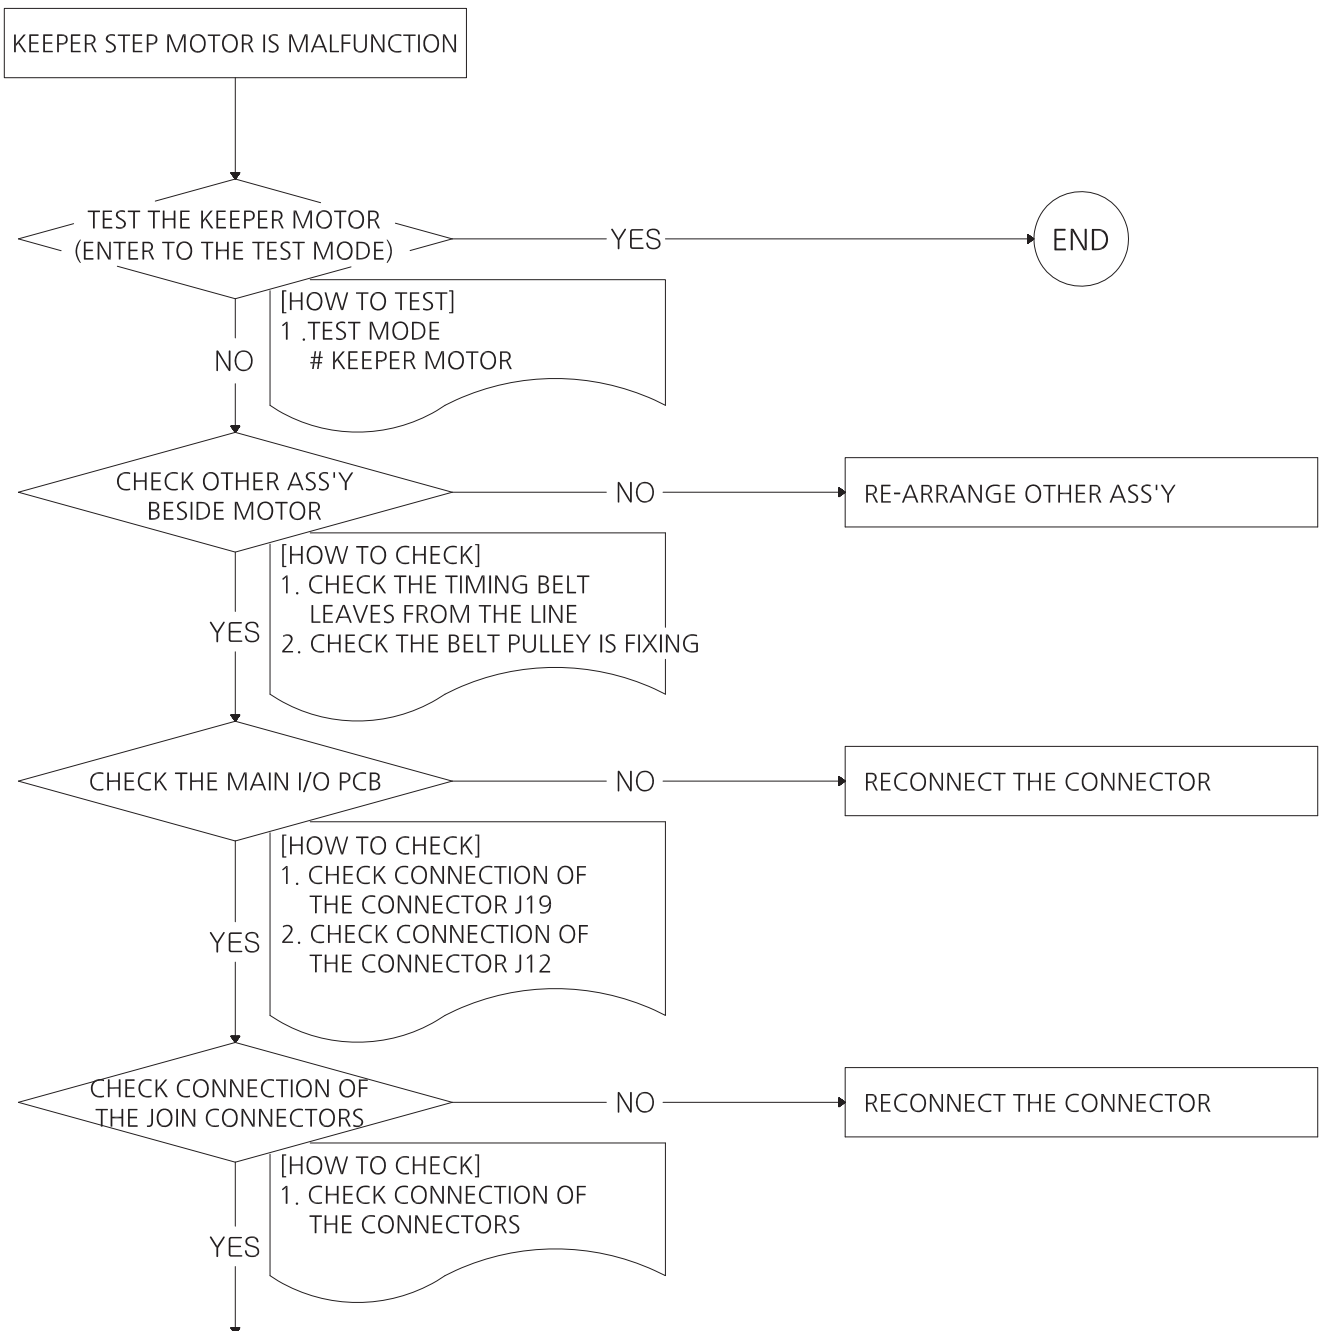 KEEPER STEP MOTOR IS MALFUNCTION
TEST THE KEEPER MOTOR
(ENTER TO THE TEST MODE)
YES
END
[HOW TO TEST]
1 .TEST MODE
# KEEPER MOTOR
NO
CHECK OTHER ASS'Y
BESIDE MOTOR
NO
RE-ARRANGE OTHER ASS'Y
[HOW TO CHECK]
1. CHECK THE TIMING BELT
LEAVES FROM THE LINE
2. CHECK THE BELT PULLEY IS FIXING
YES
CHECK THE MAIN I/O PCB
NO
RECONNECT THE CONNECTOR
[HOW TO CHECK]
1. CHECK CONNECTION OF
THE CONNECTOR J19
2. CHECK CONNECTION OF
THE CONNECTOR J12
YES
CHECK CONNECTION OF
THE JOIN CONNECTORS
NO
RECONNECT THE CONNECTOR
[HOW TO CHECK]
1. CHECK CONNECTION OF
THE CONNECTORS
YES